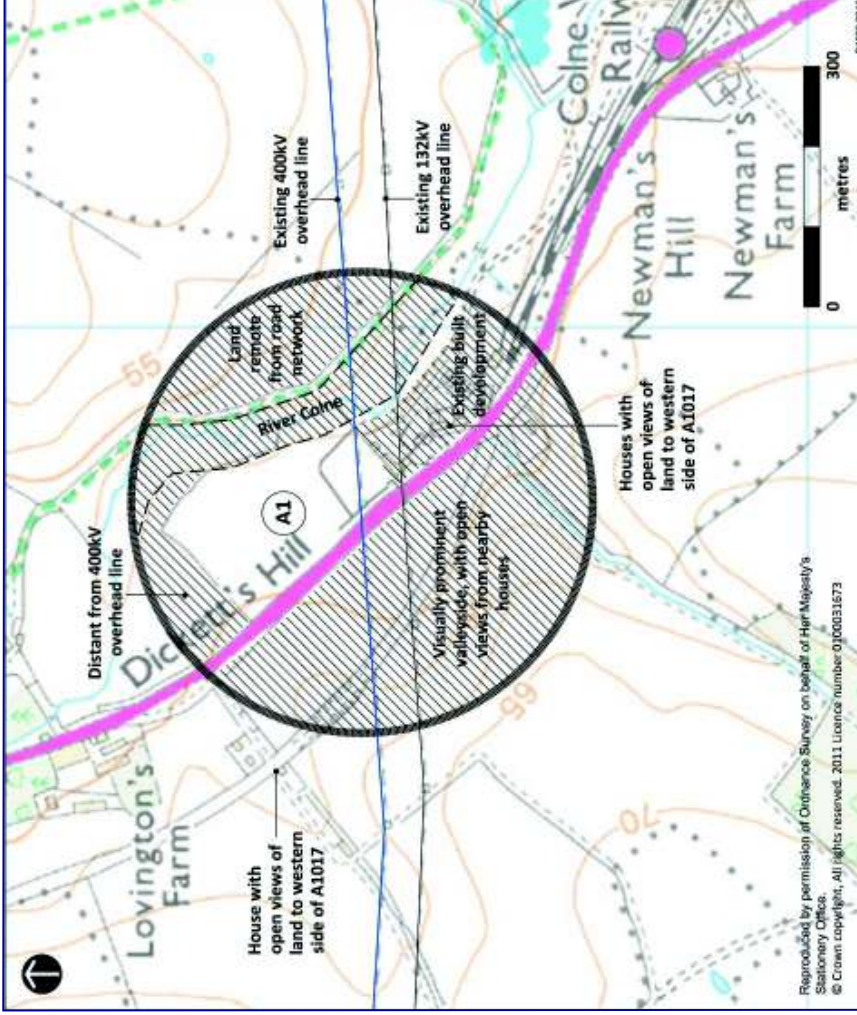 Existing 400kV
overhead line
Existing 132kV
overhead line
Colne V
Railw
Land
remote
from road
network
55
River Colne
Distant from 400kV
overhead line
A1
Dickett's Hill
Existing built
development
Visually prominent
valleyside, with open
views from nearby
houses
Lovington's
Farm
House with
open views of
land to western
side of A1017
Houses with
open views of
land to western
side of A1017
Newman's
Hill
Newman's
Farm
65
70
0
300
metres
Reproduced by permission of Ordnance Survey on behalf of Her Majesty's
Stationery Office.
© Crown copyright, All rights reserved. 2011 Licence number 0100031673